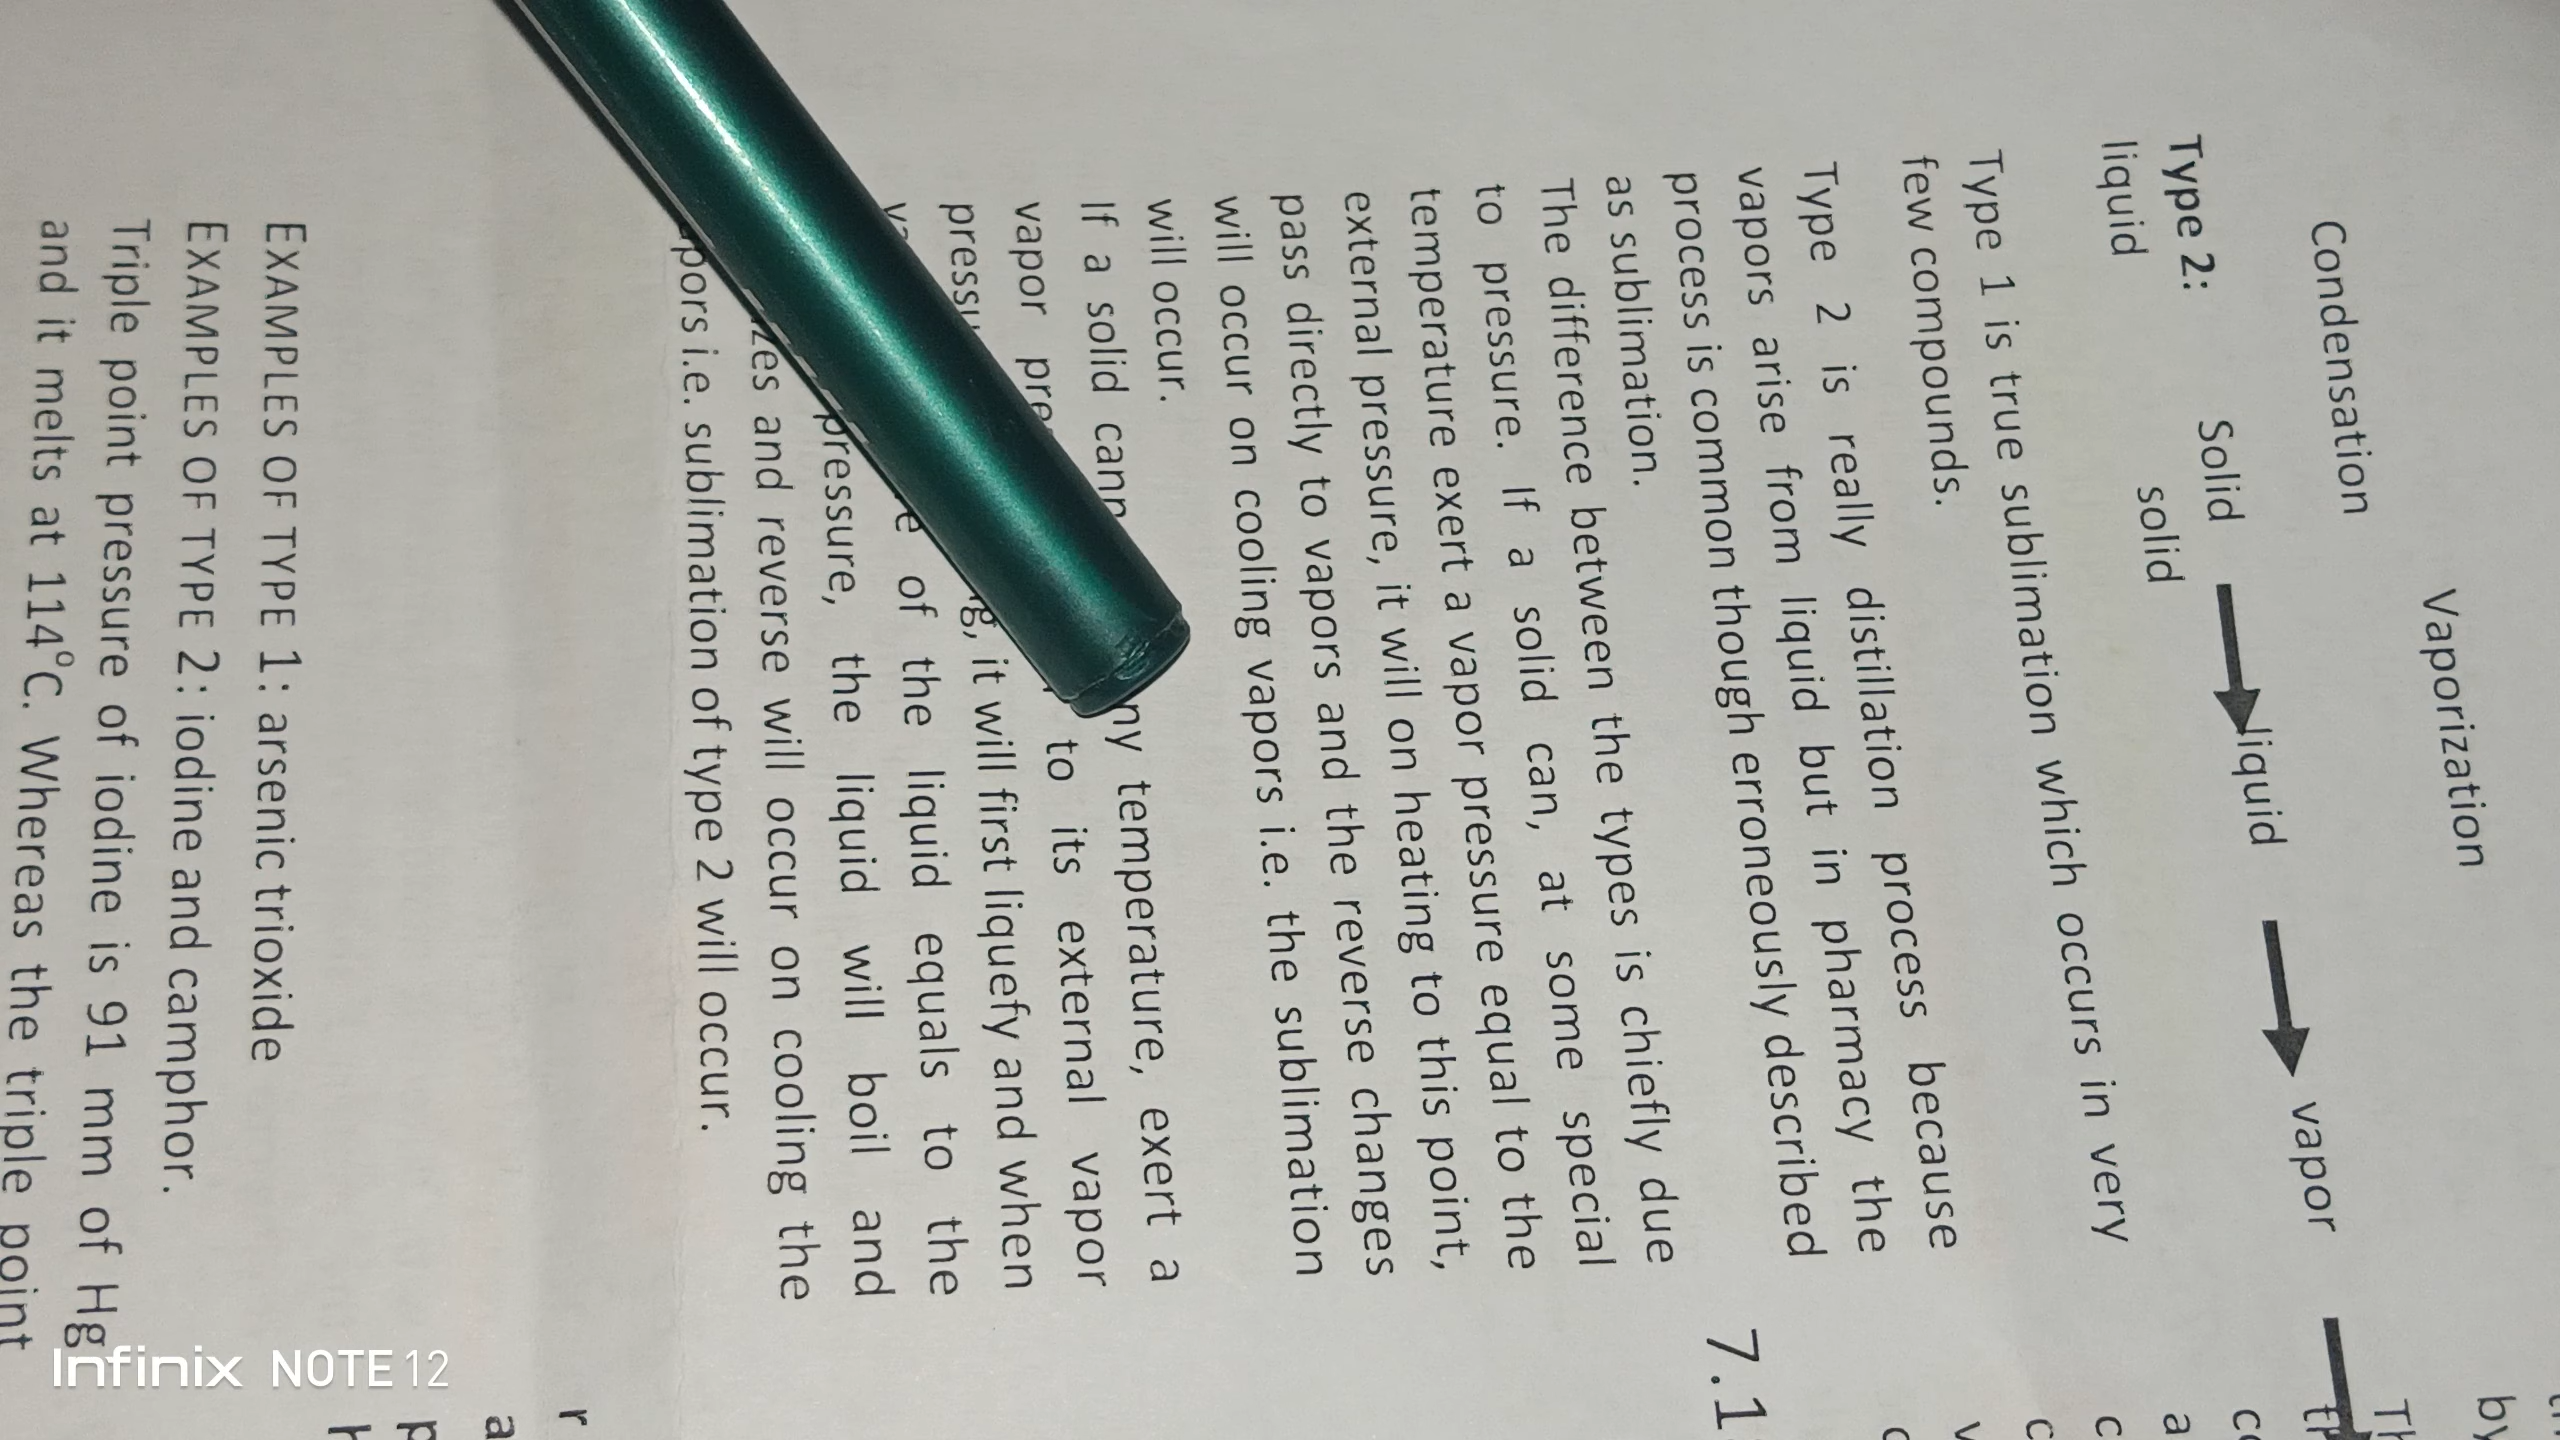 Vaporization
Condensation
Type 2: Solid liquid vapor
liquid solid
Type 1 is true sublimation which occurs in very
few compounds.
Type 2 is really distillation process because
vapors arise from liquid but in pharmacy the
process is common though erroneously described
as sublimation.
The difference between the types is chiefly due
to pressure. If a solid can, at some special
temperature exert a vapor pressure equal to the
external pressure, it will on heating to this point,
pass directly to vapors and the reverse changes
will occur on cooling vapors i.e. the sublimation
will occur.
If a solid temperature, exert a
vapor to its external vapor
it will first liquefy and when
of the liquid equals to the
pressure, the liquid will boil and
and reverse will occur on cooling the
i.e. sublimation of type 2 will occur.
EXAMPLES OF TYPE 1: arsenic trioxide
EXAMPLES OF TYPE 2: iodine and camphor.
Triple point pressure of iodine is 91 mm of Hg
and it melts at 114°C. Whereas the triple point
7.1
Infinix NOTE 12